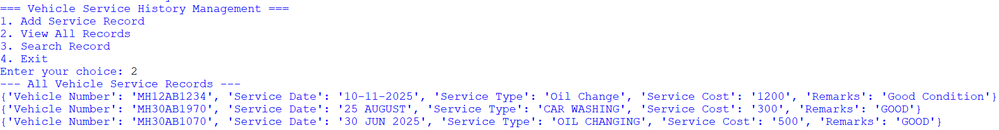 === Vehicle Service History Management ===
1. Add Service Record
2. View All Records
3. Search Record
4. Exit
Enter your choice: 2
--- All Vehicle Service Records ---
{'Vehicle Number': 'MH12AB1234', 'Service Date': '10-11-2025', 'Service Type': 'Oil Change', 'Service Cost': '1200', 'Remarks': 'Good Condition'}
{'Vehicle Number': 'MH30AB1970', 'Service Date': '25 AUGUST', 'Service Type': 'CAR WASHING', 'Service Cost': '300', 'Remarks': 'GOOD'}
{'Vehicle Number': 'MH30AB1070', 'Service Date': '30 JUN 2025', 'Service Type': 'OIL CHANGING', 'Service Cost': '500', 'Remarks': 'GOOD'}